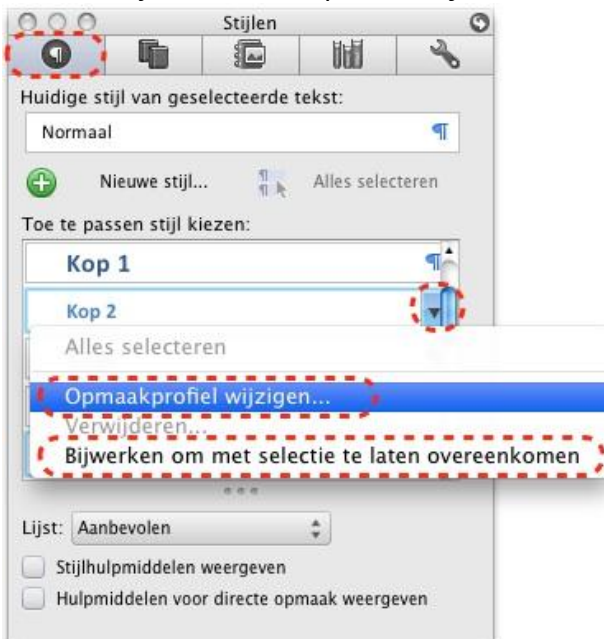 Stijlen
Huidige stijl van geselecteerde tekst:
Normaal ¶
Nieuwe stijl... Alles selecteren
Toe te passen stijl kiezen:
Kop 1 ¶
Kop 2
Alles selecteren
Opmaakprofiel wijzigen...
Verwijderen...
Bijwerken om met selectie te laten overeenkomen
Lijst: Aanbevolen
Stijlhulpmiddelen weergeven
Hulpmiddelen voor directe opmaak weergeven